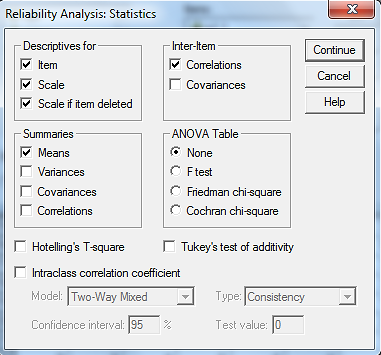 Reliability Analysis: Statistics
Descriptives for
Item
Scale
Scale if item deleted
Inter-Item
Correlations
Covariances
Continue
Cancel
Help
Summaries
Means
Variances
Covariances
Correlations
ANOVA Table
None
F test
Friedman chi-square
Cochran chi-square
Hotelling's T-square
Tukey's test of additivity
Intraclass correlation coefficient
Model: Two-Way Mixed
Type: Consistency
Confidence interval: 95 %
Test value: 0